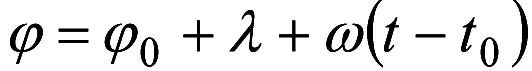 φ = φ₀ + λ + ω(t − t₀)